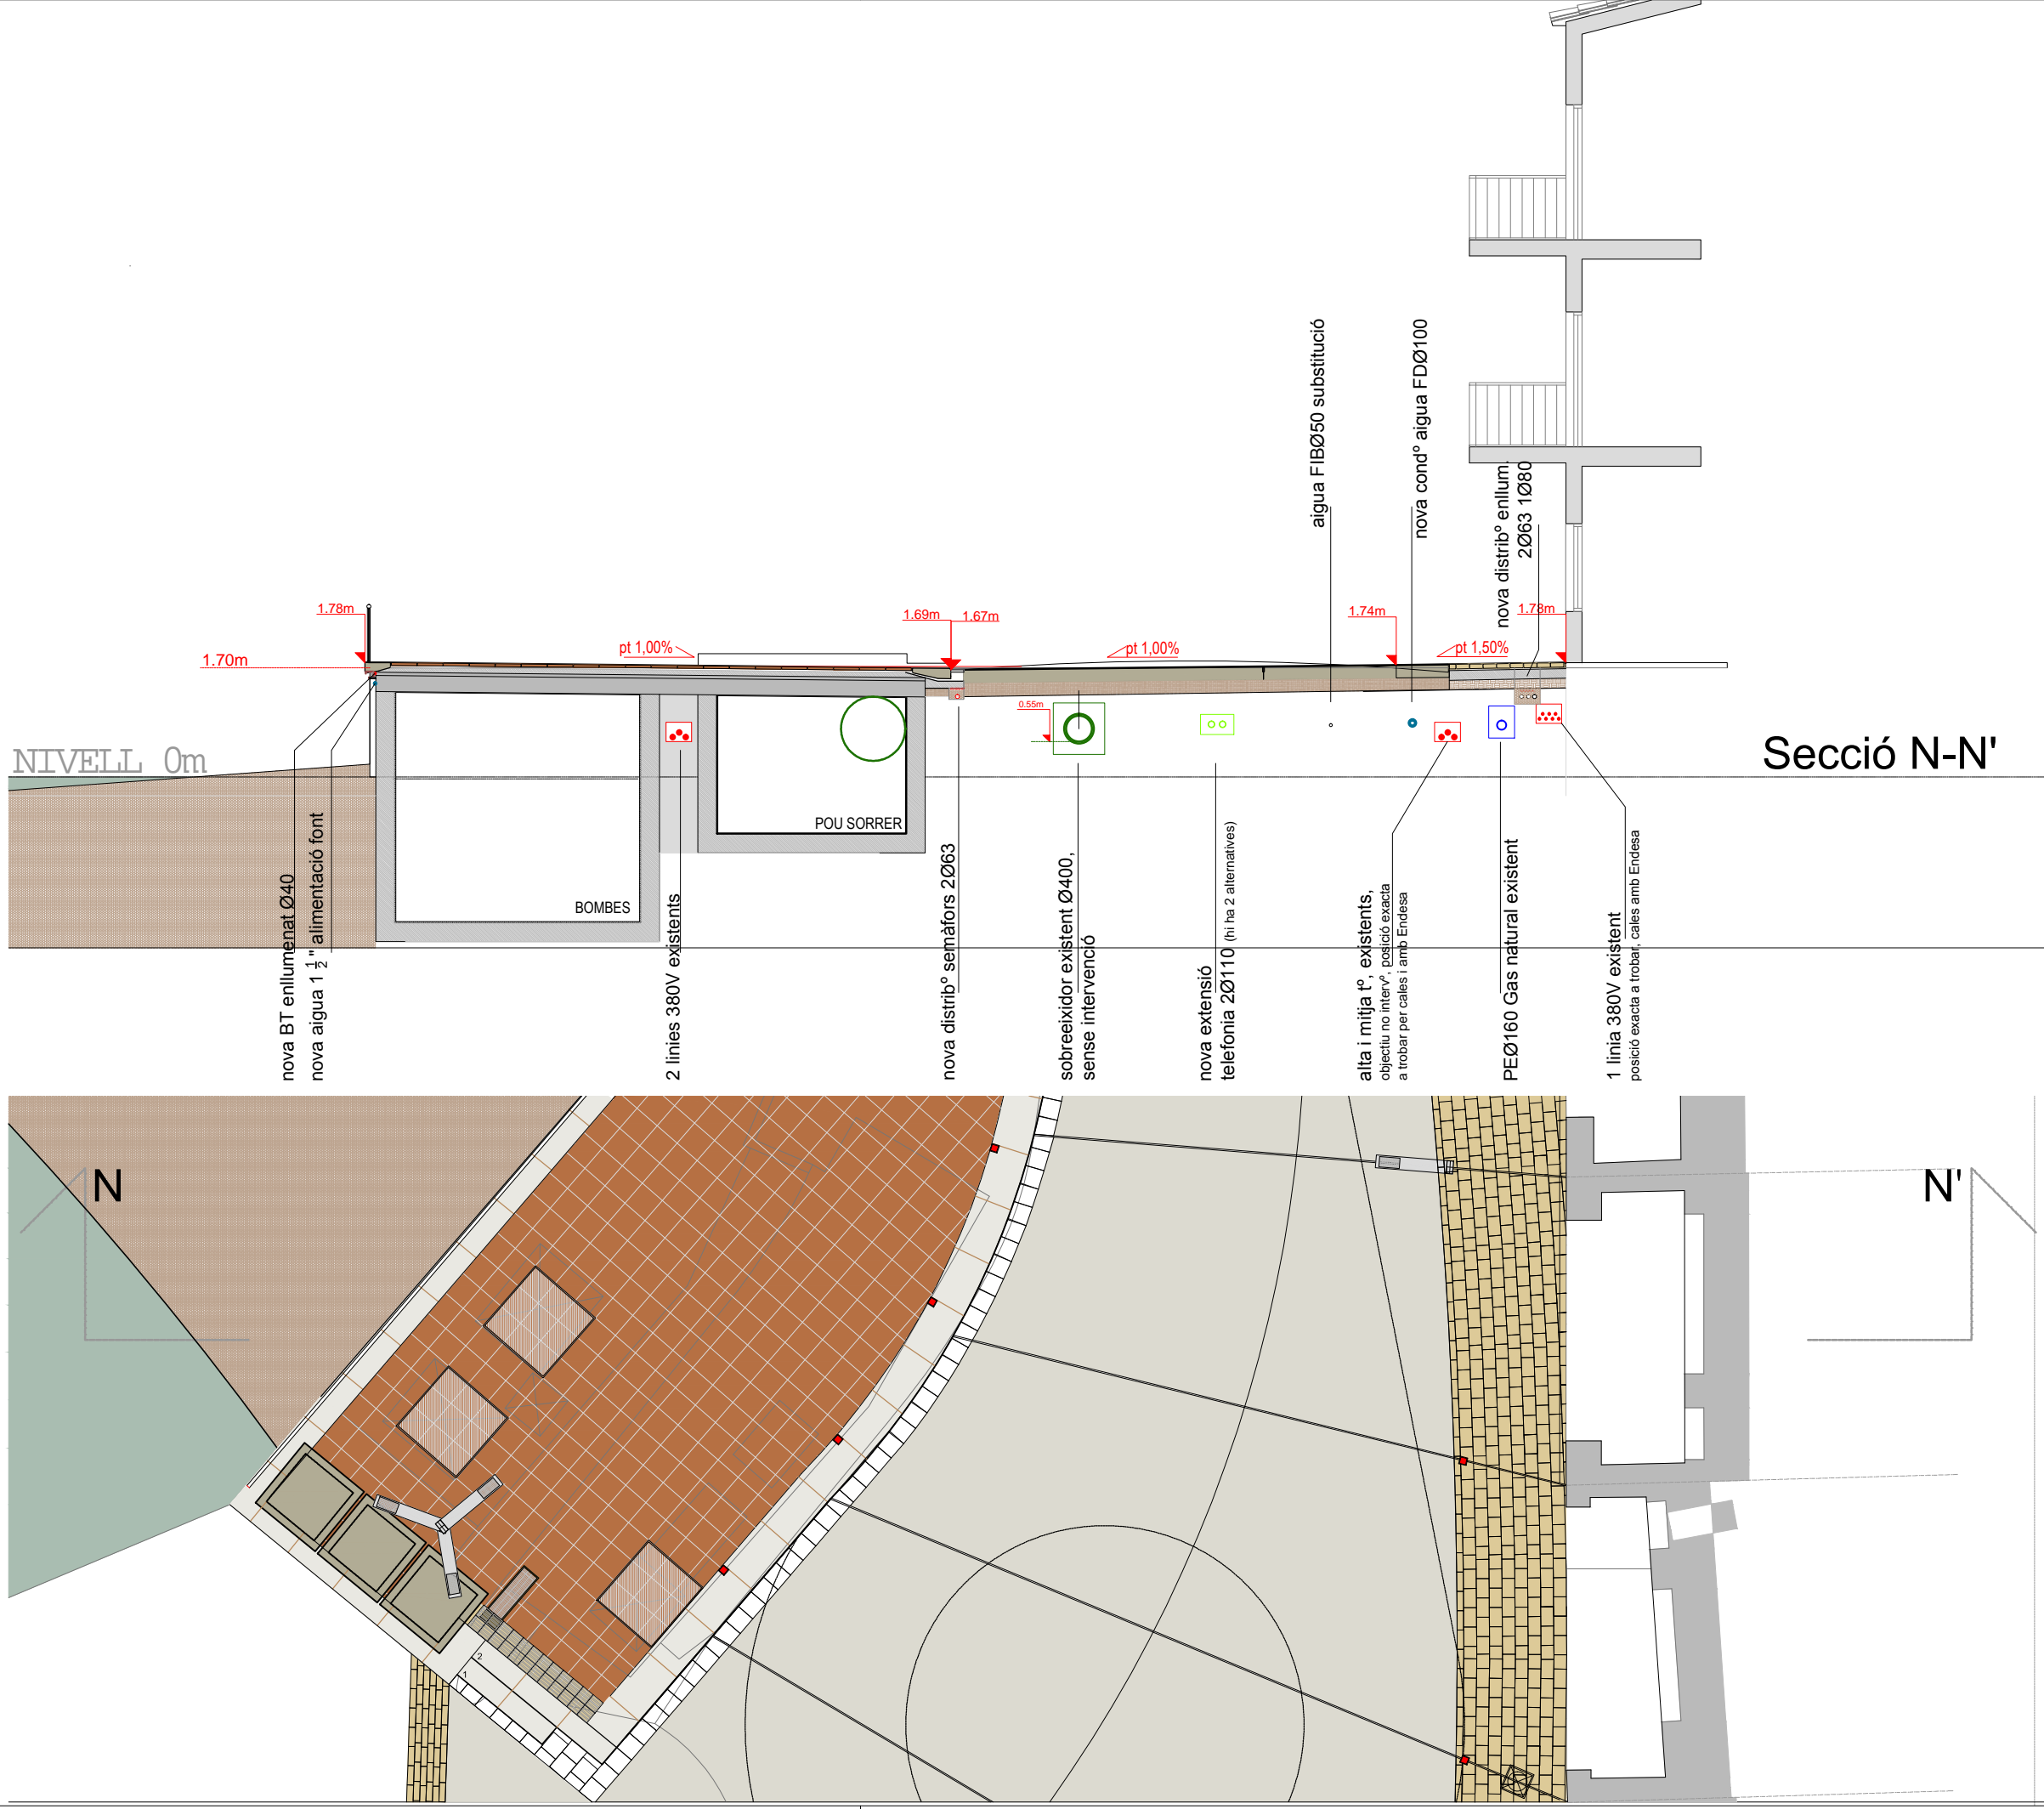 aigua FIBØ50 substitució
nova condº aigua FDØ100
nova distribº enllum.
2Ø63 1Ø80
1.78m
1.69m
1.67m
1.74m
1.78m
1.70m
pt 1,00%
pt 1,00%
pt 1,50%
0.55m
NIVELL 0m
Secció N-N'
POU SORRER
BOMBES
nova BT enllumenat Ø40
nova aigua 1 1/2" alimentació font
2 linies 380V existents
nova distribº semàfors 2Ø63
sobreeixidor existent Ø400,
sense intervenció
nova extensió
telefonia 2Ø110 (hi ha 2 alternatives)
alta i mitja tº, existents,
objectiu no intervº, posició exacta
a trobar per cales i amb Endesa
PEØ160 Gas natural existent
1 linia 380V existent
posició exacta a trobar, cales amb Endesa
N
N'
2
1